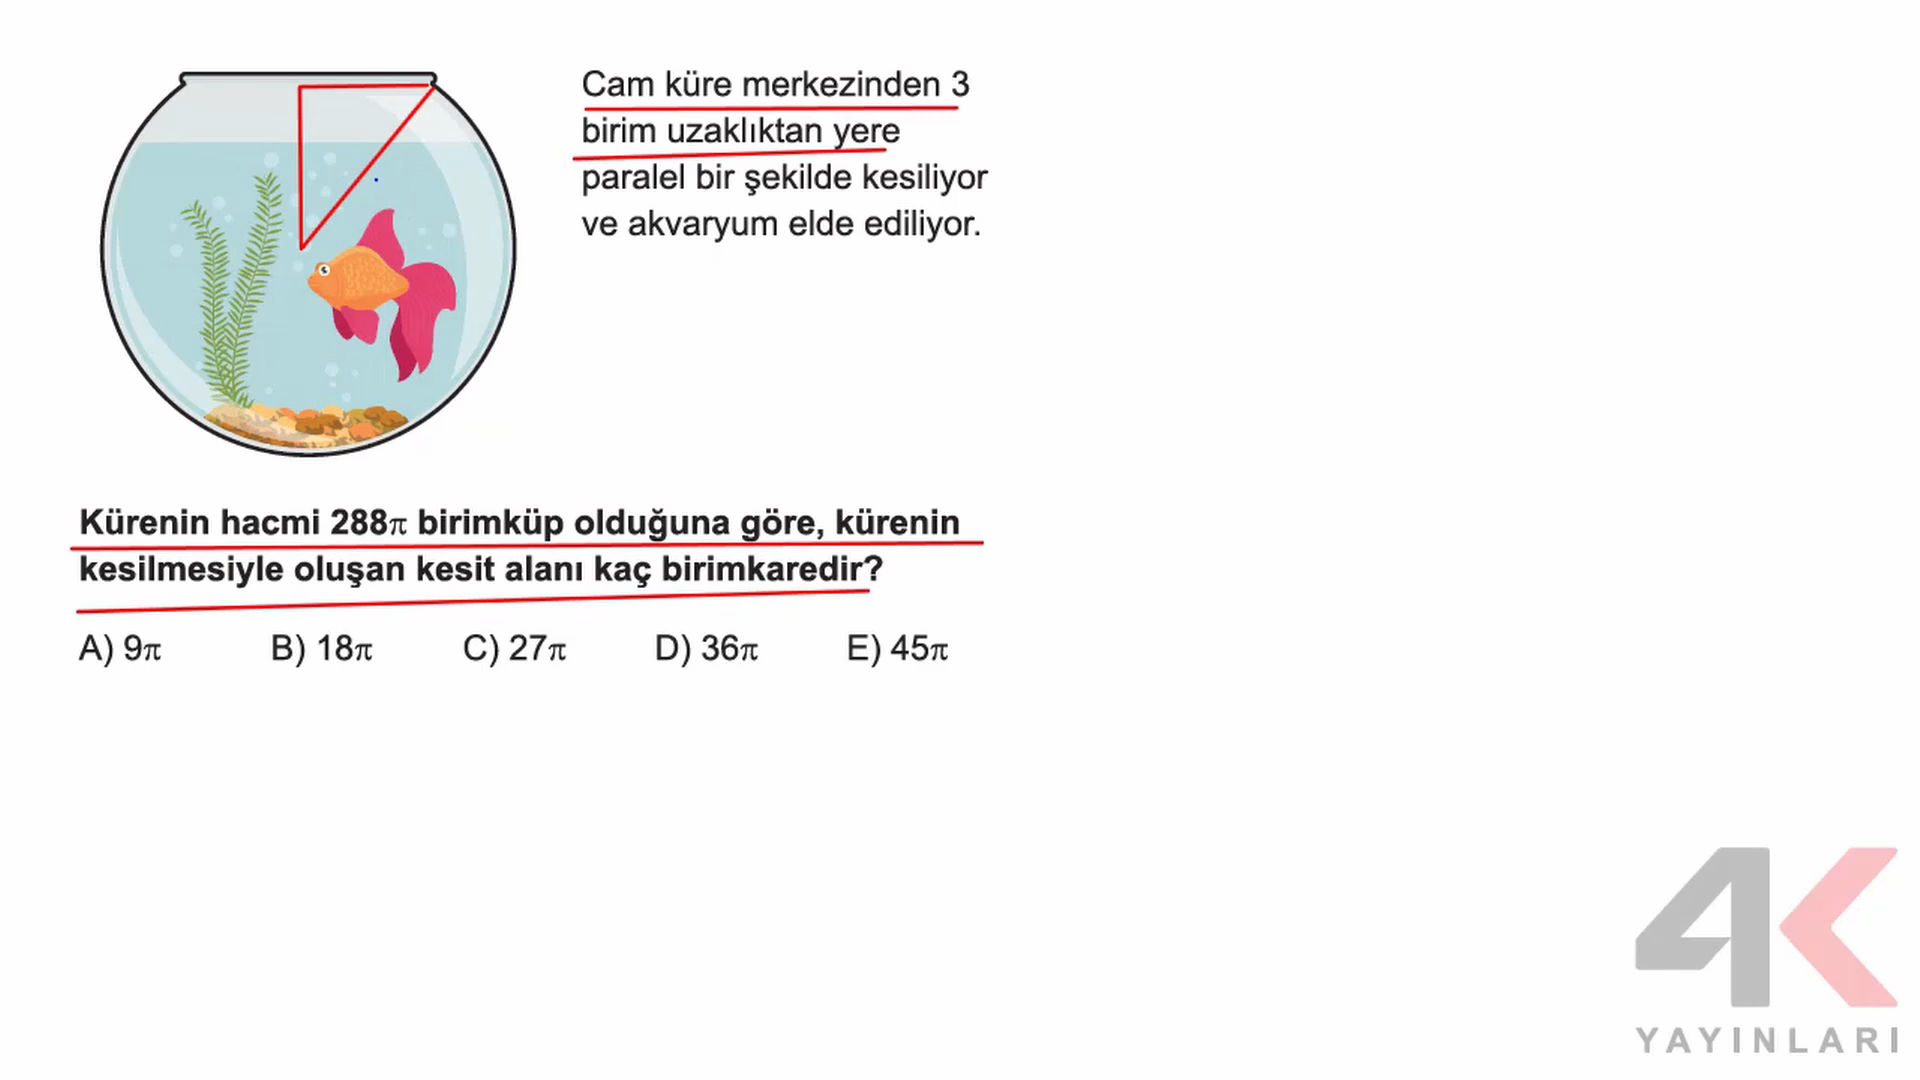 Cam küre merkezinden 3
birim uzaklıktan yere
paralel bir şekilde kesiliyor
ve akvaryum elde ediliyor.
Kürenin hacmi 288π birimküp olduğuna göre, kürenin
kesilmesiyle oluşan kesit alanı kaç birimkaredir?
A) 9π B) 18π C) 27π D) 36π E) 45π
4K
YAYINLARI